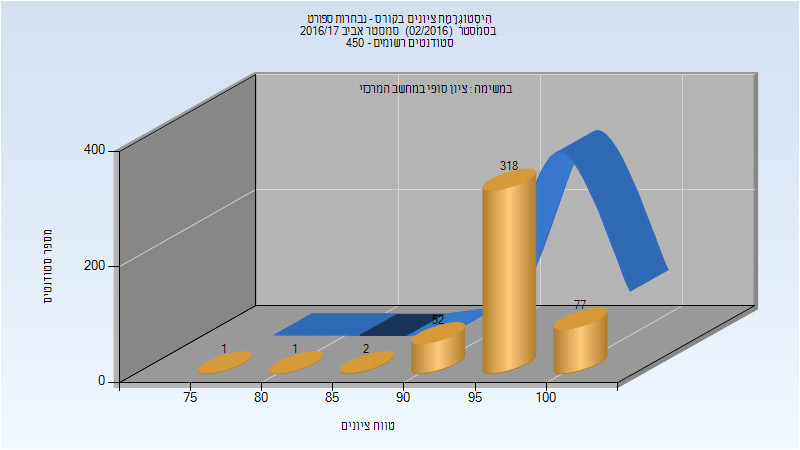 היסטוגרמת ציונים בקורס - נבחרות ספורט
בסמסטר (02/2016) סמסטר אביב 2016/17
סטודנטים רשומים - 450
במשימה : ציון סופי במחשב המרכזי
מספר סטודנטים
400
200
0
1
1
2
52
318
77
75
80
85
90
95
100
טווח ציונים